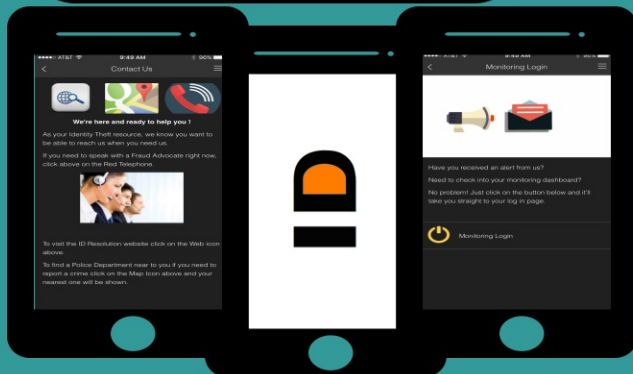 AT&T 9:49 AM 90%
Contact Us
We're here and ready to help you !
As your Identity Theft resource, we know you want to
be able to reach us when you need us.
If you need to speak with a Fraud Advocate right now,
click above on the Red Telephone.
To visit the ID Resolution website click on the Web icon
above.
To find a Police Department near to you if you need to
report a crime click on the Map Icon above and your
nearest one will be shown.
ID
AT&T 9:49 AM
Monitoring Login
Have you received an alert from us?
Need to check into your monitoring dashboard?
No problem! Just click on the button below and it'll
take you straight to your log in page.
Monitoring Login